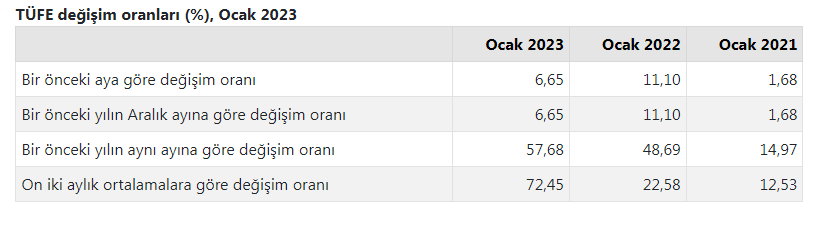 TÜFE değişim oranları (%), Ocak 2023
Ocak 2023 Ocak 2022 Ocak 2021
Bir önceki aya göre değişim oranı 6,65 11,10 1,68
Bir önceki yılın Aralık ayına göre değişim oranı 6,65 11,10 1,68
Bir önceki yılın aynı ayına göre değişim oranı 57,68 48,69 14,97
On iki aylık ortalamalara göre değişim oranı 72,45 22,58 12,53